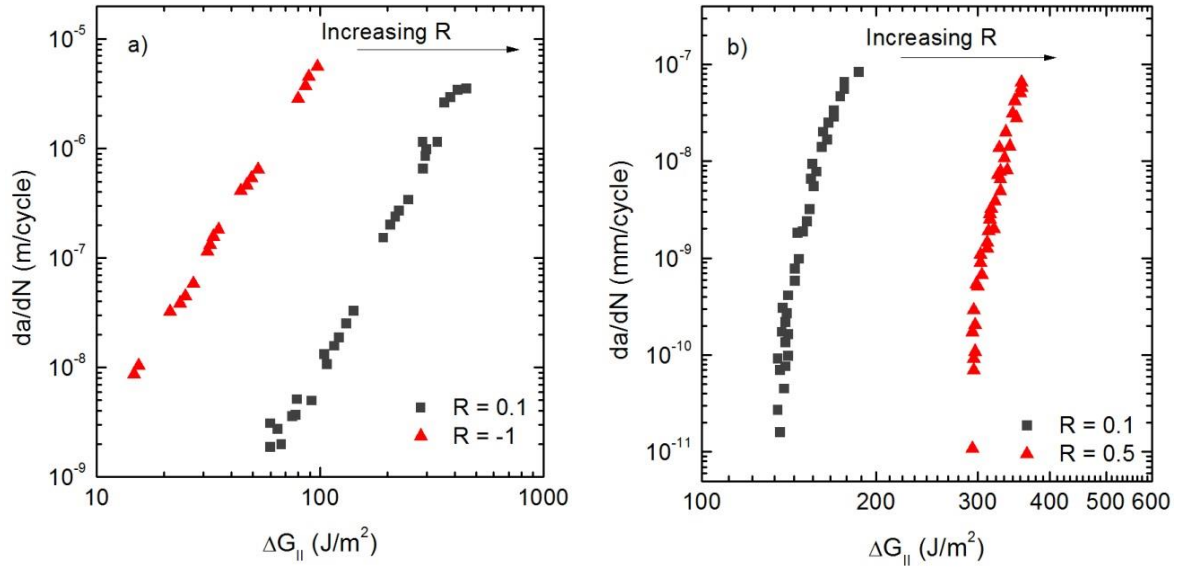 a)
Increasing R
da/dN (m/cycle)
10⁻⁵
10⁻⁶
10⁻⁷
10⁻⁸
10⁻⁹
R = 0.1
R = -1
10 100 1000
ΔG_II (J/m²)
b)
Increasing R
da/dN (mm/cycle)
10⁻⁷
10⁻⁸
10⁻⁹
10⁻¹⁰
10⁻¹¹
R = 0.1
R = 0.5
100 200 300 400 500 600
ΔG_II (J/m²)